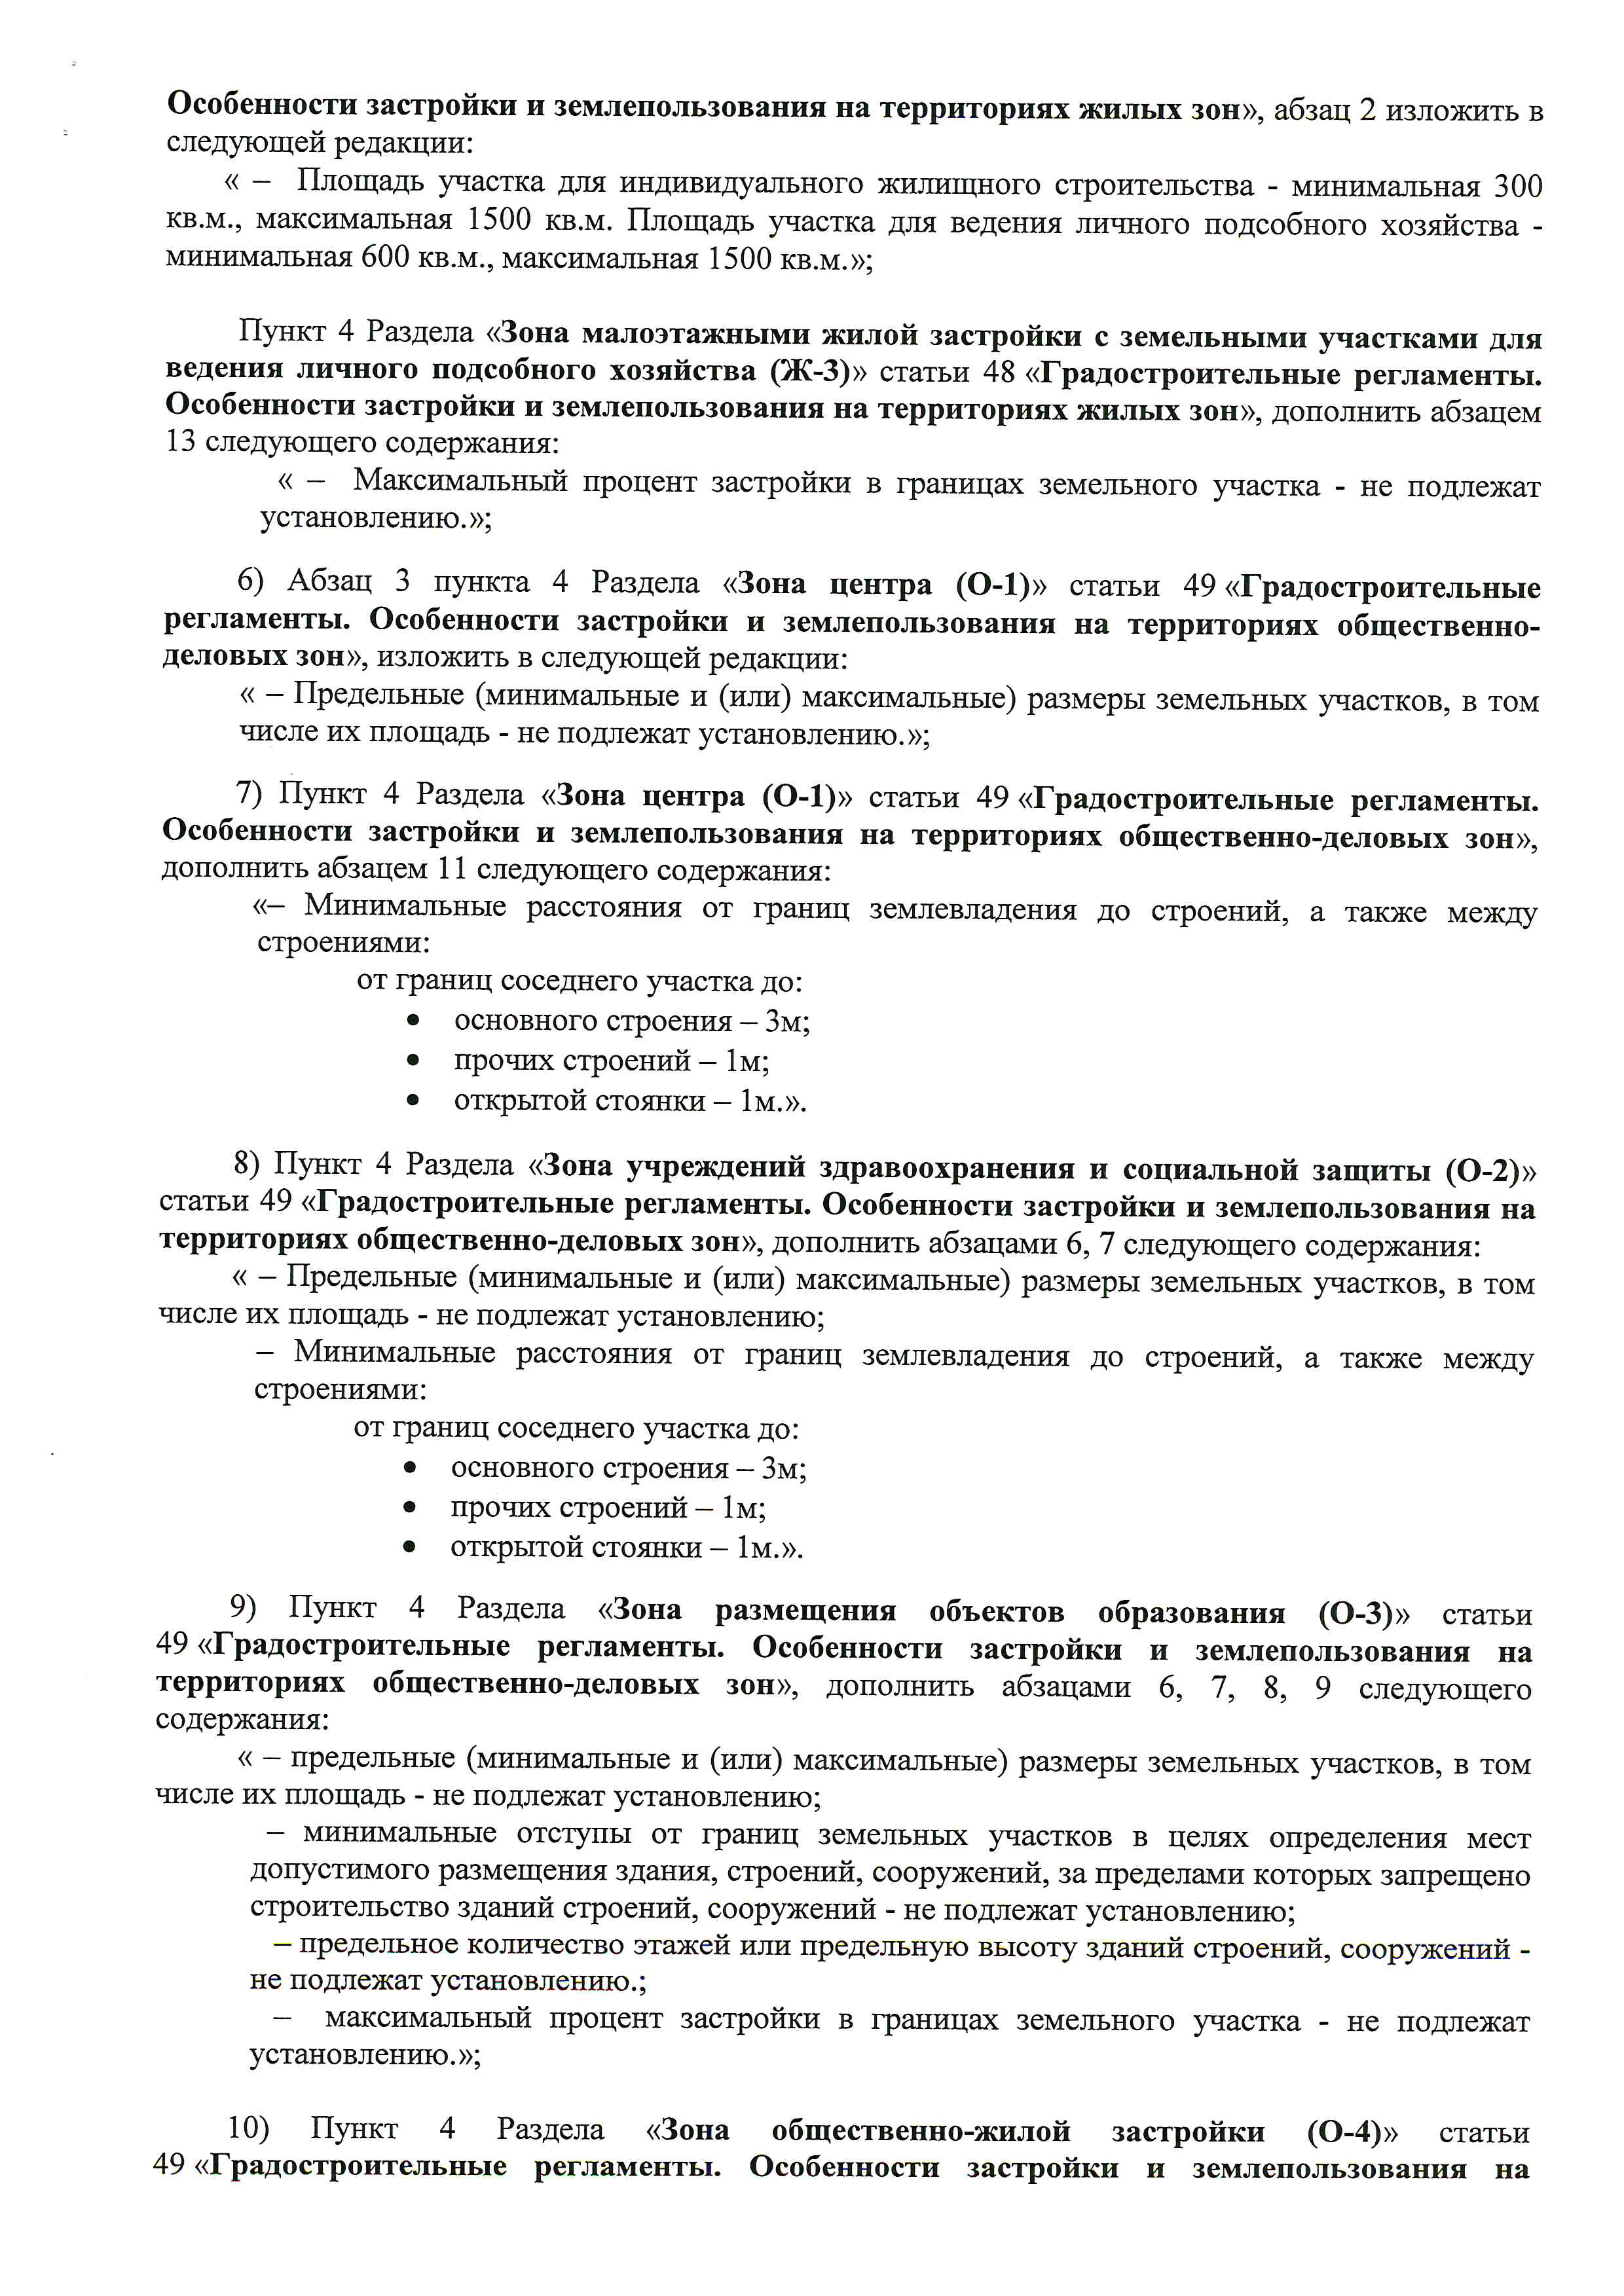 Особенности застройки и землепользования на территориях жилых зон», абзац 2 изложить в
следующей редакции:
« – Площадь участка для индивидуального жилищного строительства - минимальная 300
кв.м., максимальная 1500 кв.м. Площадь участка для ведения личного подсобного хозяйства -
минимальная 600 кв.м., максимальная 1500 кв.м.»;
Пункт 4 Раздела «Зона малоэтажными жилой застройки с земельными участками для
ведения личного подсобного хозяйства (Ж-3)» статьи 48 «Градостроительные регламенты.
Особенности застройки и землепользования на территориях жилых зон», дополнить абзацем
13 следующего содержания:
« – Максимальный процент застройки в границах земельного участка - не подлежат
установлению.»;
6) Абзац 3 пункта 4 Раздела «Зона центра (О-1)» статьи 49 «Градостроительные
регламенты. Особенности застройки и землепользования на территориях общественно-
деловых зон», изложить в следующей редакции:
« – Предельные (минимальные и (или) максимальные) размеры земельных участков, в том
числе их площадь - не подлежат установлению.»;
7) Пункт 4 Раздела «Зона центра (О-1)» статьи 49 «Градостроительные регламенты.
Особенности застройки и землепользования на территориях общественно-деловых зон»,
дополнить абзацем 11 следующего содержания:
«– Минимальные расстояния от границ землевладения до строений, а также между
строениями:
от границ соседнего участка до:
• основного строения – 3м;
• прочих строений – 1м;
• открытой стоянки – 1м.».
8) Пункт 4 Раздела «Зона учреждений здравоохранения и социальной защиты (О-2)»
статьи 49 «Градостроительные регламенты. Особенности застройки и землепользования на
территориях общественно-деловых зон», дополнить абзацами 6, 7 следующего содержания:
« – Предельные (минимальные и (или) максимальные) размеры земельных участков, в том
числе их площадь - не подлежат установлению;
– Минимальные расстояния от границ землевладения до строений, а также между
строениями:
от границ соседнего участка до:
• основного строения – 3м;
• прочих строений – 1м;
• открытой стоянки – 1м.».
9) Пункт 4 Раздела «Зона размещения объектов образования (О-3)» статьи
49 «Градостроительные регламенты. Особенности застройки и землепользования на
территориях общественно-деловых зон», дополнить абзацами 6, 7, 8, 9 следующего
содержания:
« – предельные (минимальные и (или) максимальные) размеры земельных участков, в том
числе их площадь - не подлежат установлению;
– минимальные отступы от границ земельных участков в целях определения мест
допустимого размещения здания, строений, сооружений, за пределами которых запрещено
строительство зданий строений, сооружений - не подлежат установлению;
– предельное количество этажей или предельную высоту зданий строений, сооружений -
не подлежат установлению.;
– максимальный процент застройки в границах земельного участка - не подлежат
установлению.»;
10) Пункт 4 Раздела «Зона общественно-жилой застройки (О-4)» статьи
49 «Градостроительные регламенты. Особенности застройки и землепользования на